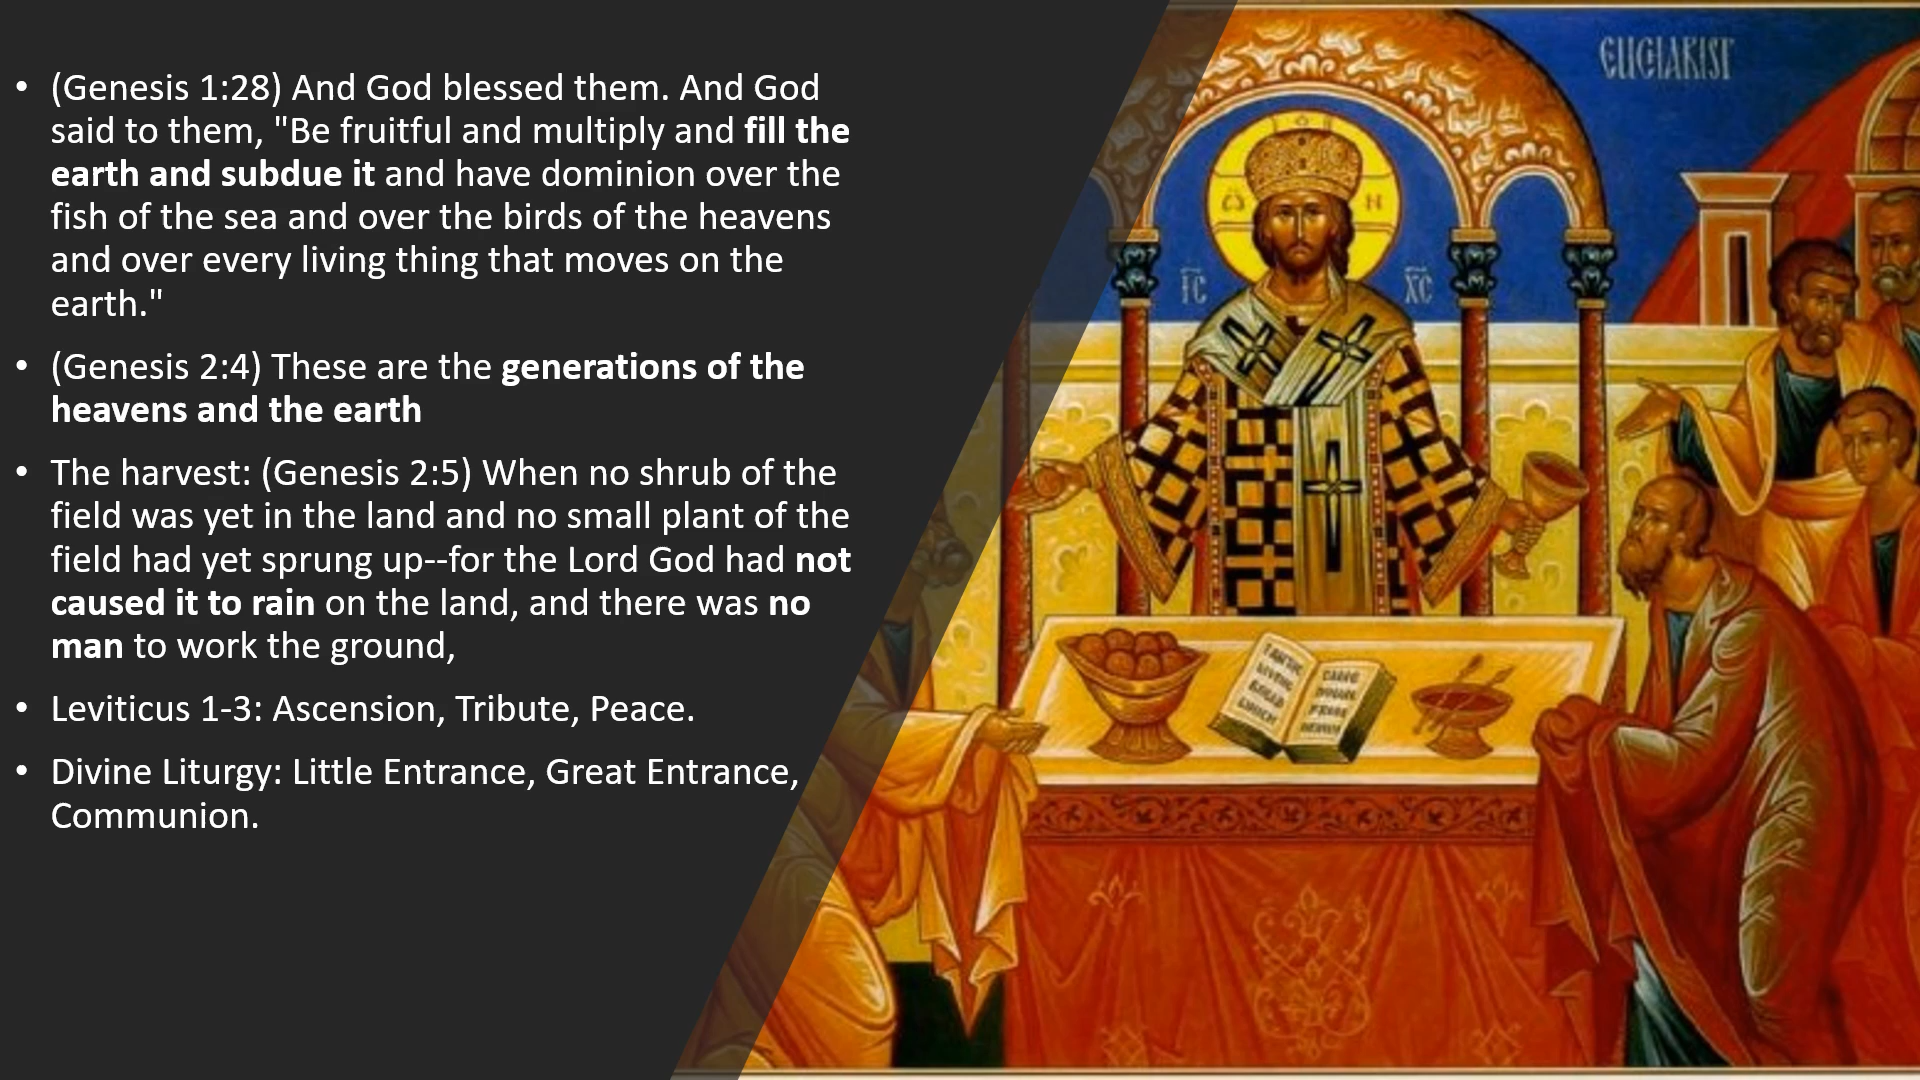 • (Genesis 1:28) And God blessed them. And God
said to them, "Be fruitful and multiply and fill the
earth and subdue it and have dominion over the
fish of the sea and over the birds of the heavens
and over every living thing that moves on the
earth."
• (Genesis 2:4) These are the generations of the
heavens and the earth
• The harvest: (Genesis 2:5) When no shrub of the
field was yet in the land and no small plant of the
field had yet sprung up--for the Lord God had not
caused it to rain on the land, and there was no
man to work the ground,
• Leviticus 1-3: Ascension, Tribute, Peace.
• Divine Liturgy: Little Entrance, Great Entrance,
Communion.
EUCHARIST
Ο Ω Ν
IC XC